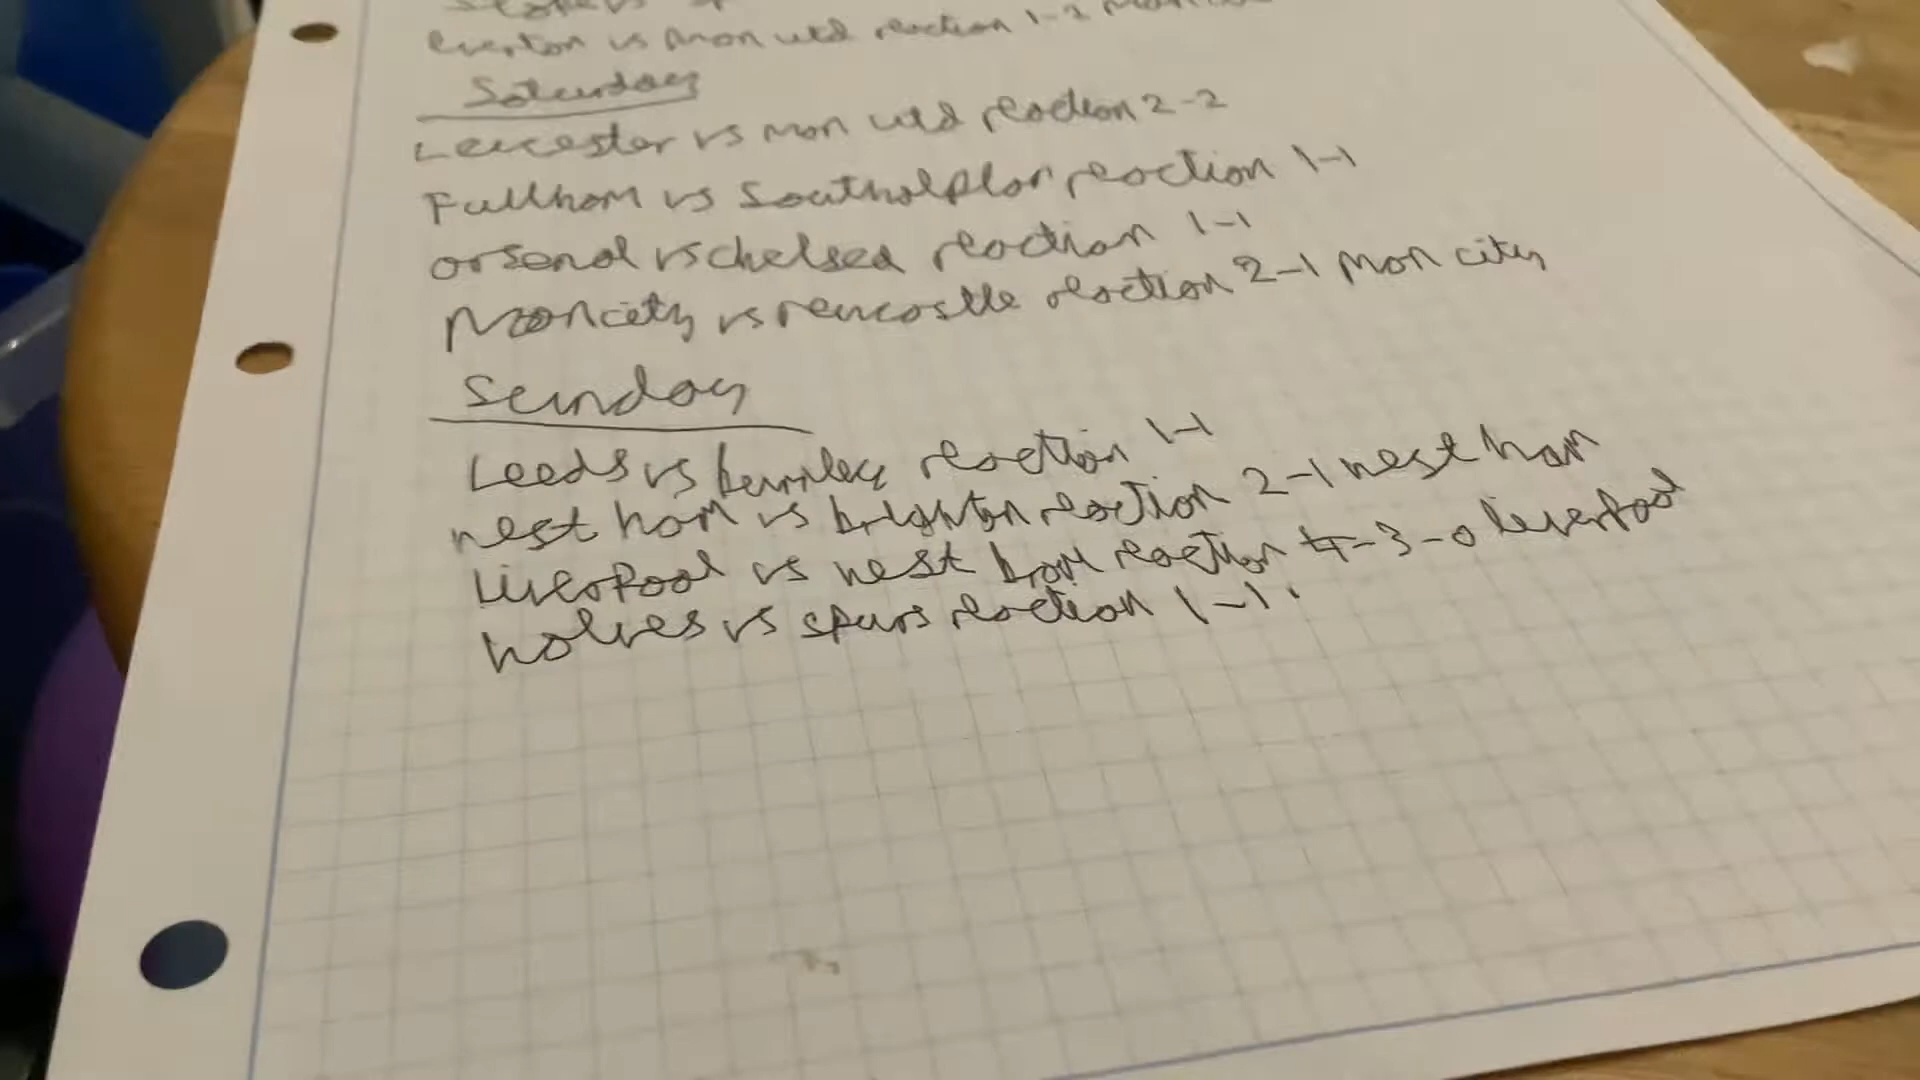 everton vs man utd reaction 1-2
Saturday
Leicester vs man utd reaction 2-2
Fullham vs Southalplon reaction 1-1
arsenal vs chelsea reaction 1-1
Man city vs newcastle reaction 2-1 Man city
Sunday
Leeds vs burnley reaction 1-1
west ham vs brighton reaction 2-1 west ham
Liverpool vs west brom reaction 4-3-0 liverpool
wolves vs spurs reaction 1-1.